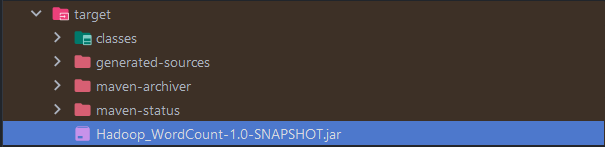 target
classes
generated-sources
maven-archiver
maven-status
Hadoop_WordCount-1.0-SNAPSHOT.jar